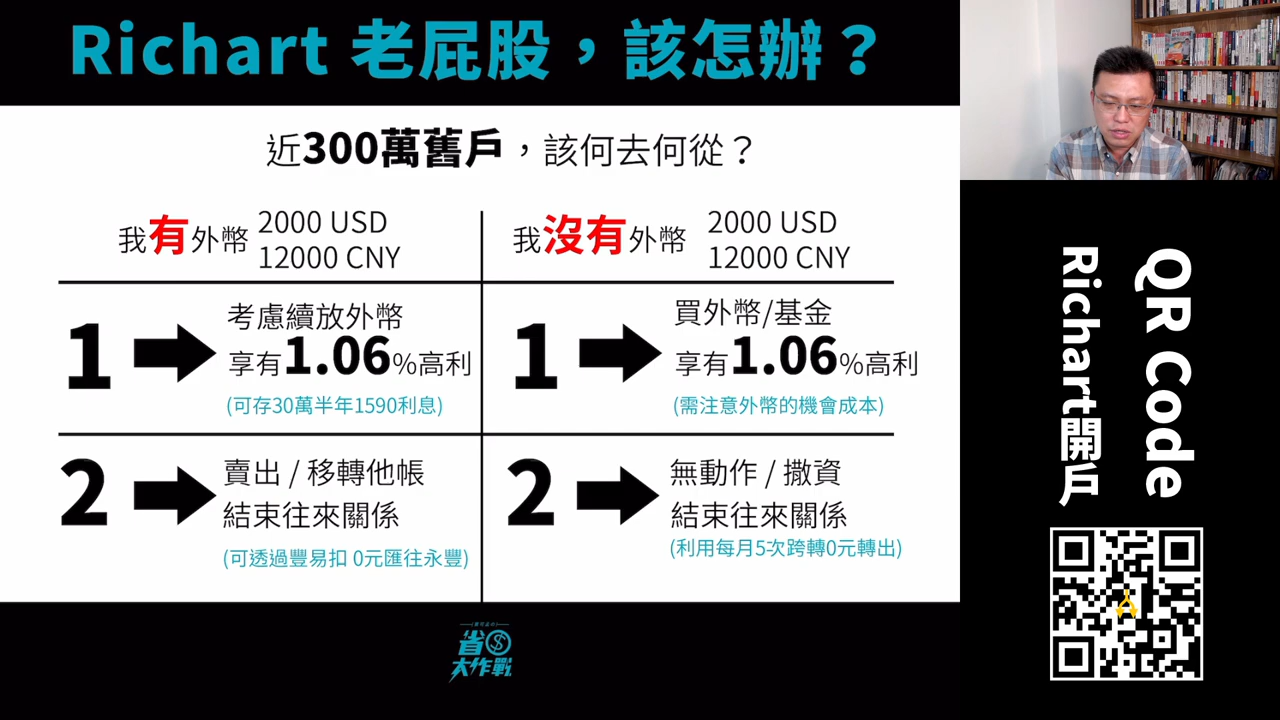 Richart 老屁股，該怎辦？
近300萬舊戶，該何去何從？
我有外幣 2000 USD
12000 CNY
我沒有外幣 2000 USD
12000 CNY
1
考慮續放外幣
享有1.06%高利
(可存30萬半年1590利息)
1
買外幣/基金
享有1.06%高利
(需注意外幣的機會成本)
2
賣出 / 移轉他帳
結束往來關係
(可透過豐易扣 0元匯往永豐)
2
無動作 / 撤資
結束往來關係
(利用每月5次跨轉0元轉出)
省
大作戰
QR Code
Richart開戶